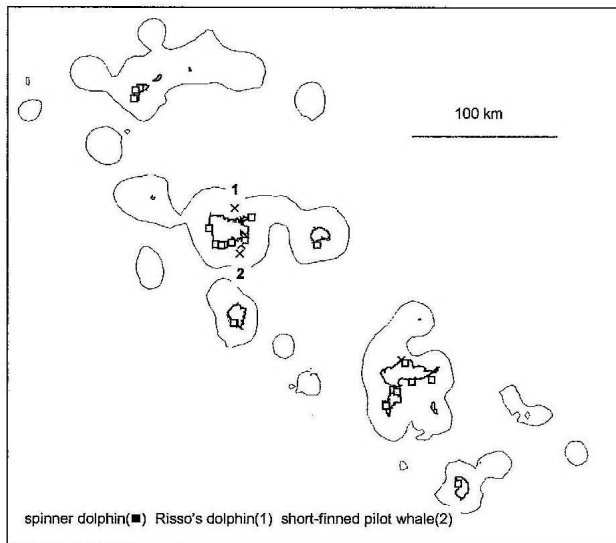 100 km
1
2
spinner dolphin(■) Risso's dolphin(1) short-finned pilot whale(2)